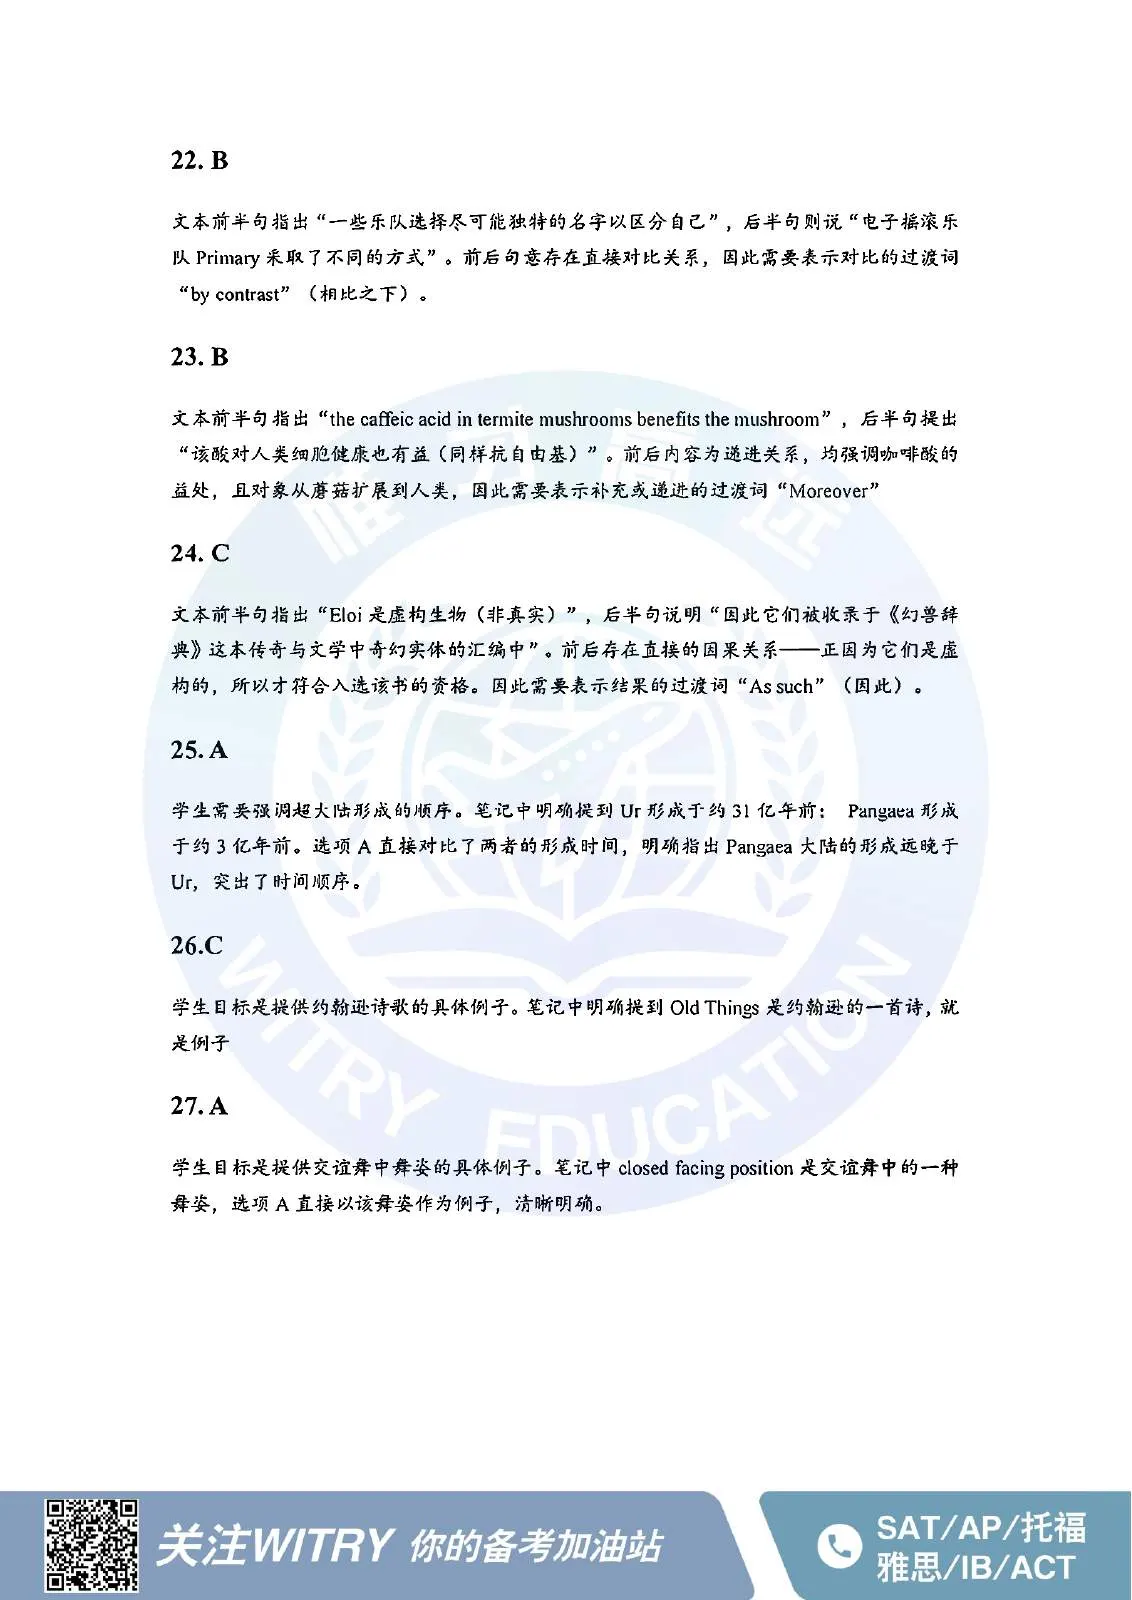 22. B
文本前半句指出“一些乐队选择尽可能独特的名字以区分自己”，后半句则说“电子摇滚乐
队 Primary 采取了不同的方式”。前后句意存在直接对比关系，因此需要表示对比的过渡词
“by contrast”（相比之下）。
23. B
文本前半句指出“the caffeic acid in termite mushrooms benefits the mushroom”，后半句提出
“该酸对人类细胞健康也有益（同样抗自由基）”。前后内容为递进关系，均强调咖啡酸的
益处，且对象从蘑菇扩展到人类，因此需要表示补充或递进的过渡词“Moreover”
24. C
文本前半句指出“Eloi 是虚构生物（非真实）”，后半句说明“因此它们被收录于《幻兽辞
典》这本传奇与文学中奇幻实体的汇编中”。前后存在直接的因果关系——正因为它们是虚
构的，所以才符合入选该书的资格。因此需要表示结果的过渡词“As such”（因此）。
25. A
学生需要强调超大陆形成的顺序。笔记中明确提到 Ur 形成于约 31 亿年前； Pangaea 形成
于约 3 亿年前。选项 A 直接对比了两者的形成时间，明确指出 Pangaea 大陆的形成远晚于
Ur，突出了时间顺序。
26.C
学生目标是提供约翰逊诗歌的具体例子。笔记中明确提到 Old Things 是约翰逊的一首诗，就
是例子
27. A
学生目标是提供交谊舞中舞姿的具体例子。笔记中 closed facing position 是交谊舞中的一种
舞姿，选项 A 直接以该舞姿作为例子，清晰明确。
惟才高远
WITRY EDUCATION
关注WITRY 你的备考加油站
SAT/AP/托福
雅思/IB/ACT